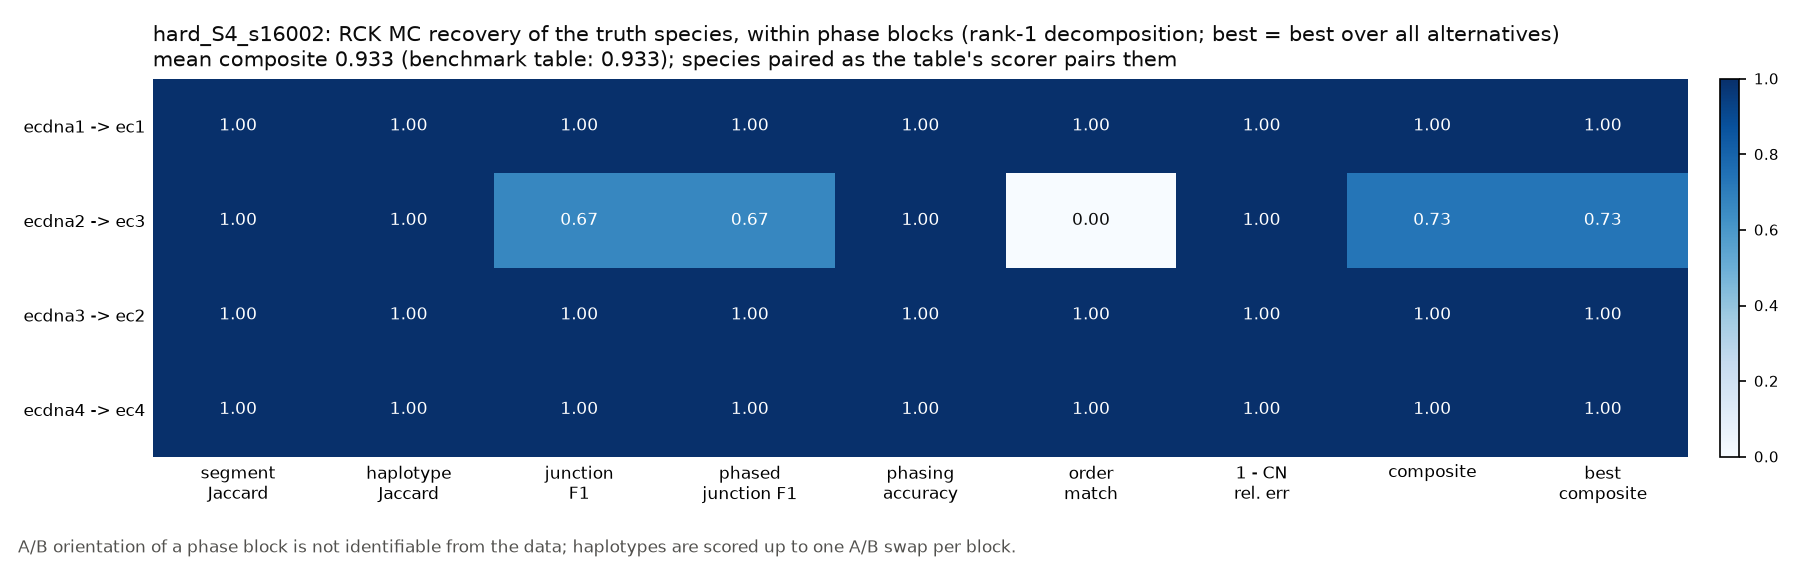 hard_S4_s16002: RCK MC recovery of the truth species, within phase blocks (rank-1 decomposition; best = best over all alternatives)
mean composite 0.933 (benchmark table: 0.933); species paired as the table's scorer pairs them
ecdna1 -> ec1 1.00 1.00 1.00 1.00 1.00 1.00 1.00 1.00 1.00
ecdna2 -> ec3 1.00 1.00 0.67 0.67 1.00 0.00 1.00 0.73 0.73
ecdna3 -> ec2 1.00 1.00 1.00 1.00 1.00 1.00 1.00 1.00 1.00
ecdna4 -> ec4 1.00 1.00 1.00 1.00 1.00 1.00 1.00 1.00 1.00
segment haplotype junction phased phasing order 1 - CN composite best
Jaccard Jaccard F1 junction F1 accuracy match rel. err composite
1.0
0.8
0.6
0.4
0.2
0.0
A/B orientation of a phase block is not identifiable from the data; haplotypes are scored up to one A/B swap per block.